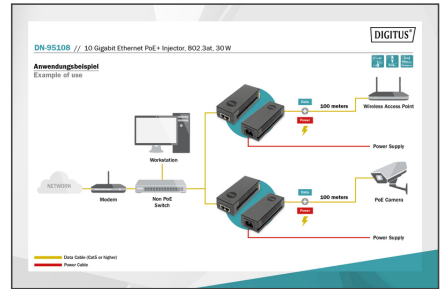 DIGITUS®
DN-95108 // 10 Gigabit Ethernet PoE+ Injector, 802.3at, 30 W
Anwendungsbeispiel
Example of use
Data
100 meters
Wireless Access Point
Power
Workstation
Power Supply
NETWORK
Modem
Non PoE
Switch
Data
100 meters
PoE Camera
Power
Power Supply
Data Cable (Cat5 or higher)
Power Cable